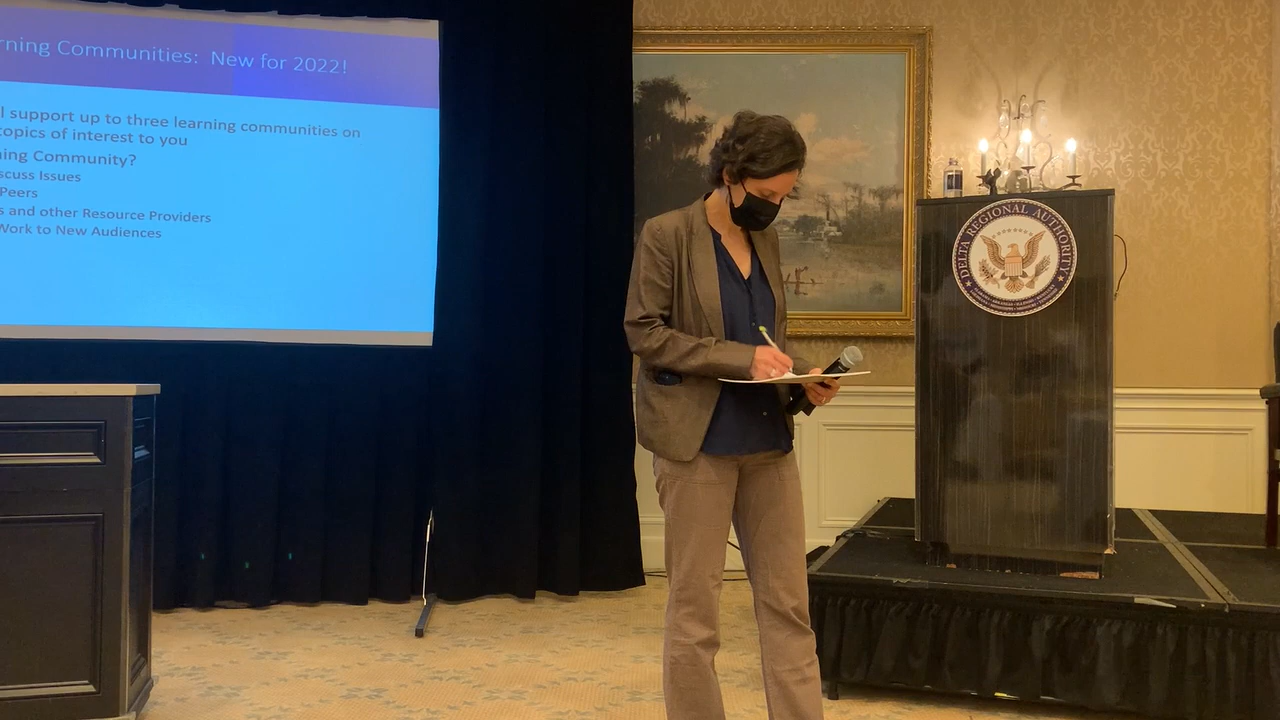 rning Communities: New for 2022!
l support up to three learning communities on
topics of interest to you
ning Community?
scuss Issues
Peers
s and other Resource Providers
Work to New Audiences
DELTA REGIONAL AUTHORITY